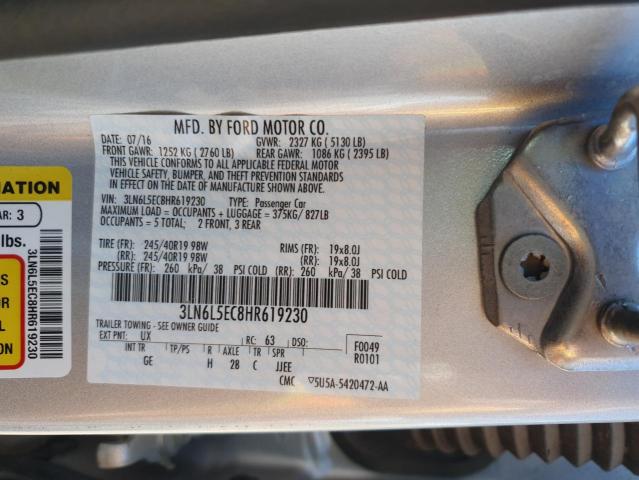 MFD. BY FORD MOTOR CO.
DATE: 07/16 GVWR: 2327 KG ( 5130 LB)
FRONT GAWR: 1252 KG ( 2760 LB) REAR GAWR: 1086 KG ( 2395 LB)
THIS VEHICLE CONFORMS TO ALL APPLICABLE FEDERAL MOTOR
VEHICLE SAFETY, BUMPER, AND THEFT PREVENTION STANDARDS
IN EFFECT ON THE DATE OF MANUFACTURE SHOWN ABOVE.
VIN: 3LN6L5EC8HR619230 TYPE: Passenger Car
MAXIMUM LOAD = OCCUPANTS + LUGGAGE = 375KG/ 827LB
OCCUPANTS = 5 TOTAL: 2 FRONT, 3 REAR
TIRE (FR): 245/40R19 98W RIMS (FR): 19x8.0J
(RR): 245/40R19 98W (RR): 19x8.0J
PRESSURE (FR): 260 kPa/ 38 PSI COLD (RR): 260 kPa/ 38 PSI COLD
3LN6L5EC8HR619230
TRAILER TOWING - SEE OWNER GUIDE
EXT PNT: UX RC: 63 DSO: F0049
INT TR TP/PS R AXLE TR SPR R0101
GE H 28 C JJEE
CMC ▽5U5A-5420472-AA
MATION
AR: 3
lbs.
3LN6L5EC8HR619230
S
OR
L
ON